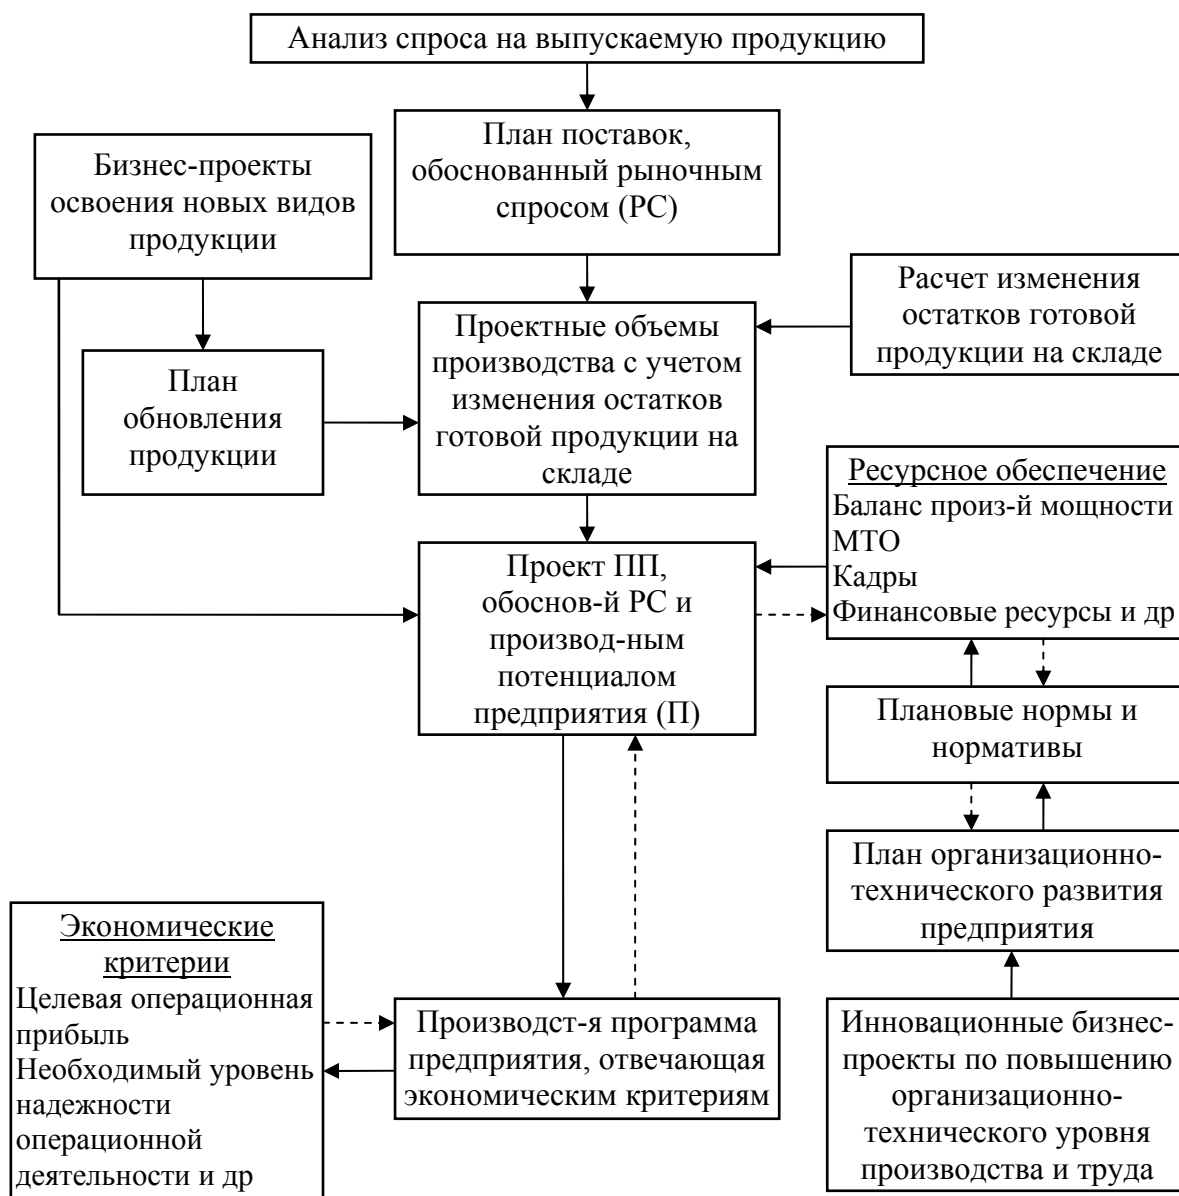 Анализ спроса на выпускаемую продукцию
План поставок,
обоснованный рыночным
спросом (РС)
Бизнес-проекты
освоения новых видов
продукции
Расчет изменения
остатков готовой
продукции на складе
Проектные объемы
производства с учетом
изменения остатков
готовой продукции на
складе
План
обновления
продукции
Ресурсное обеспечение
Баланс произ-й мощности
МТО
Кадры
Финансовые ресурсы и др
Проект ПП,
обоснов-й РС и
производ-ным
потенциалом
предприятия (П)
Плановые нормы и
нормативы
План организационно-
технического развития
предприятия
Экономические
критерии
Целевая операционная
прибыль
Необходимый уровень
надежности
операционной
деятельности и др
Производст-я программа
предприятия, отвечающая
экономическим критериям
Инновационные бизнес-
проекты по повышению
организационно-
технического уровня
производства и труда